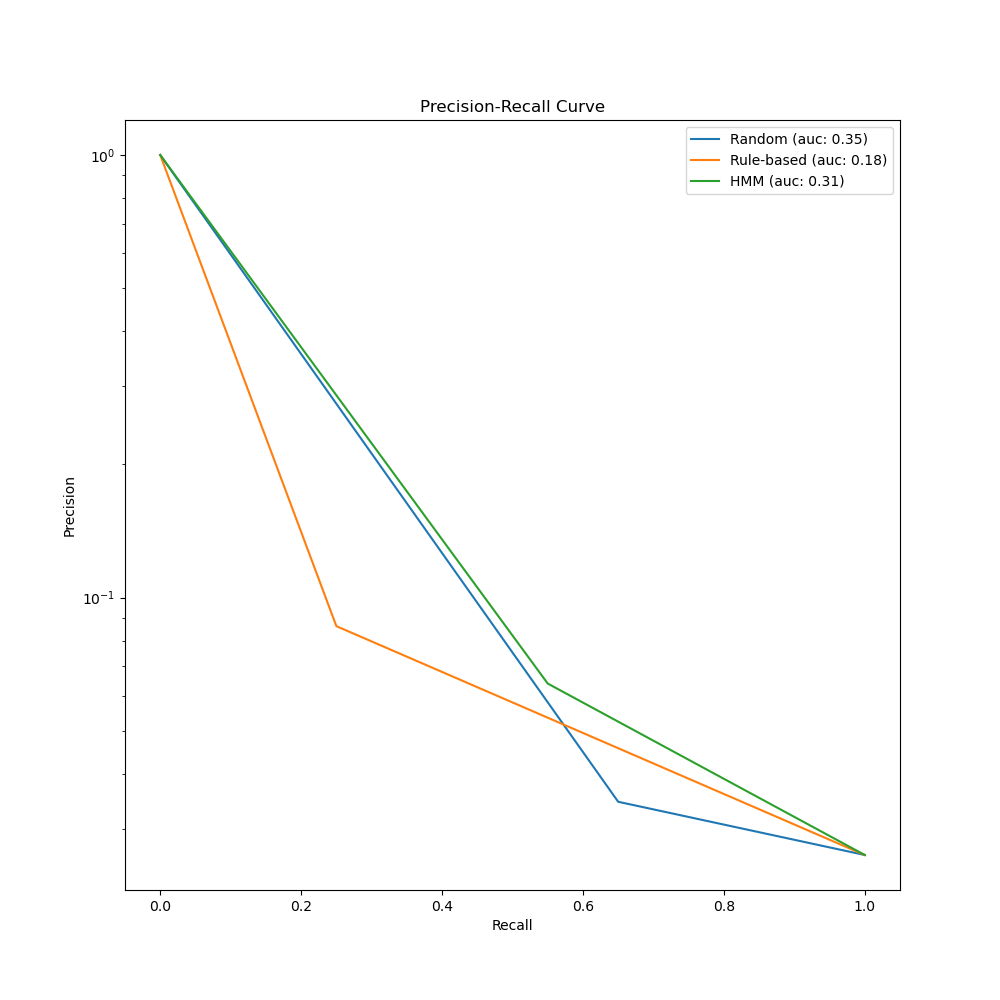 Precision-Recall Curve
Random (auc: 0.35)
Rule-based (auc: 0.18)
HMM (auc: 0.31)
10⁰
10⁻¹
Precision
0.0 0.2 0.4 0.6 0.8 1.0
Recall